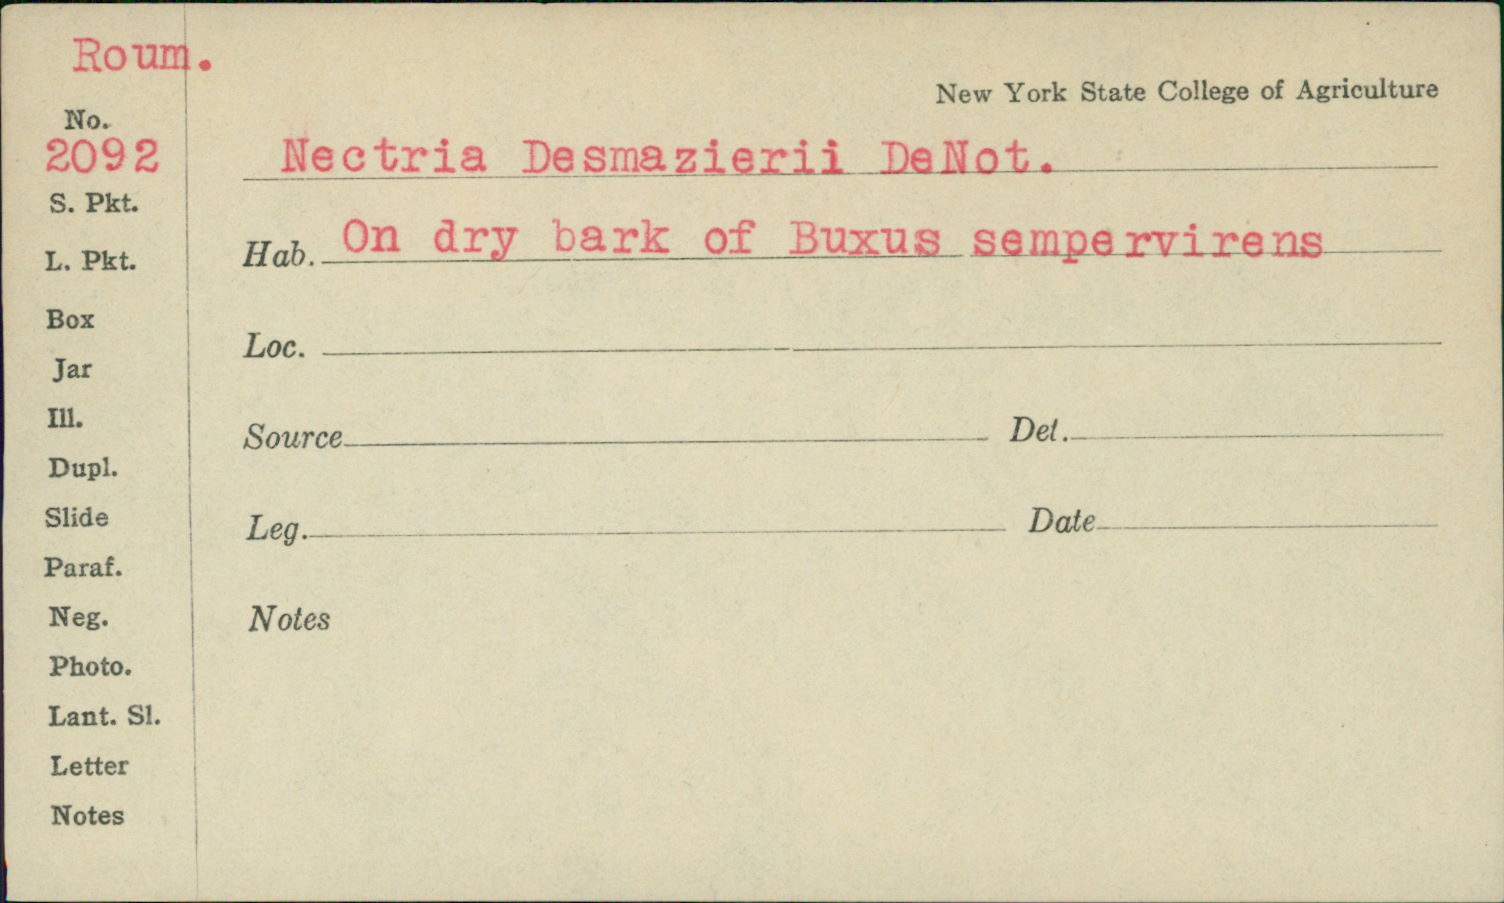 Roum.
New York State College of Agriculture
No.
2092
Nectria Desmazierii DeNot.
S. Pkt.
Hab. On dry bark of Buxus sempervirens
L. Pkt.
Box
Loc.
Jar
Ill.
Source Det.
Dupl.
Slide
Leg. Date
Paraf.
Neg.
Notes
Photo.
Lant. Sl.
Letter
Notes